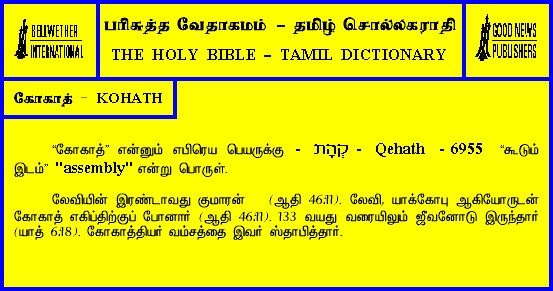 BELLWETHER
INTERNATIONAL
பரிசுத்த வேதாகமம் – தமிழ் சொல்லகராதி
THE HOLY BIBLE – TAMIL DICTIONARY
GOOD NEWS
PUBLISHERS
கோகாத் - KOHATH
“கோகாத்” என்னும் எபிரெய பெயருக்கு - קְהָת - Qehath - 6955 “கூடும்
இடம்” "assembly" என்று பொருள்.
லேவியின் இரண்டாவது குமாரன் (ஆதி 46:11). லேவி, யாக்கோபு ஆகியோருடன்
கோகாத் எகிப்திற்குப் போனார் (ஆதி 46:11). 133 வயது வரையிலும் ஜீவனோடு இருந்தார்
(யாத் 6:18). கோகாத்தியர் வம்சத்தை இவர் ஸ்தாபித்தார்.